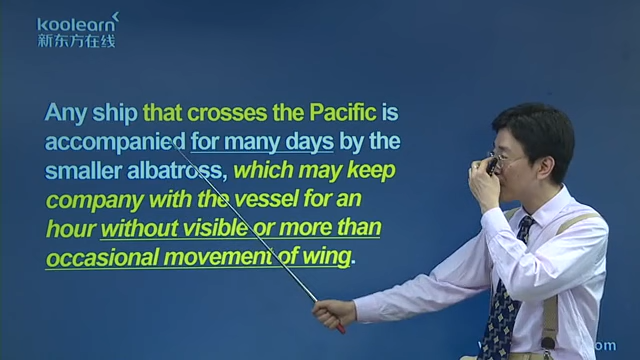 koolearn
新东方在线
Any ship that crosses the Pacific is
accompanied for many days by the
smaller albatross, which may keep
company with the vessel for an
hour without visible or more than
occasional movement of wing.